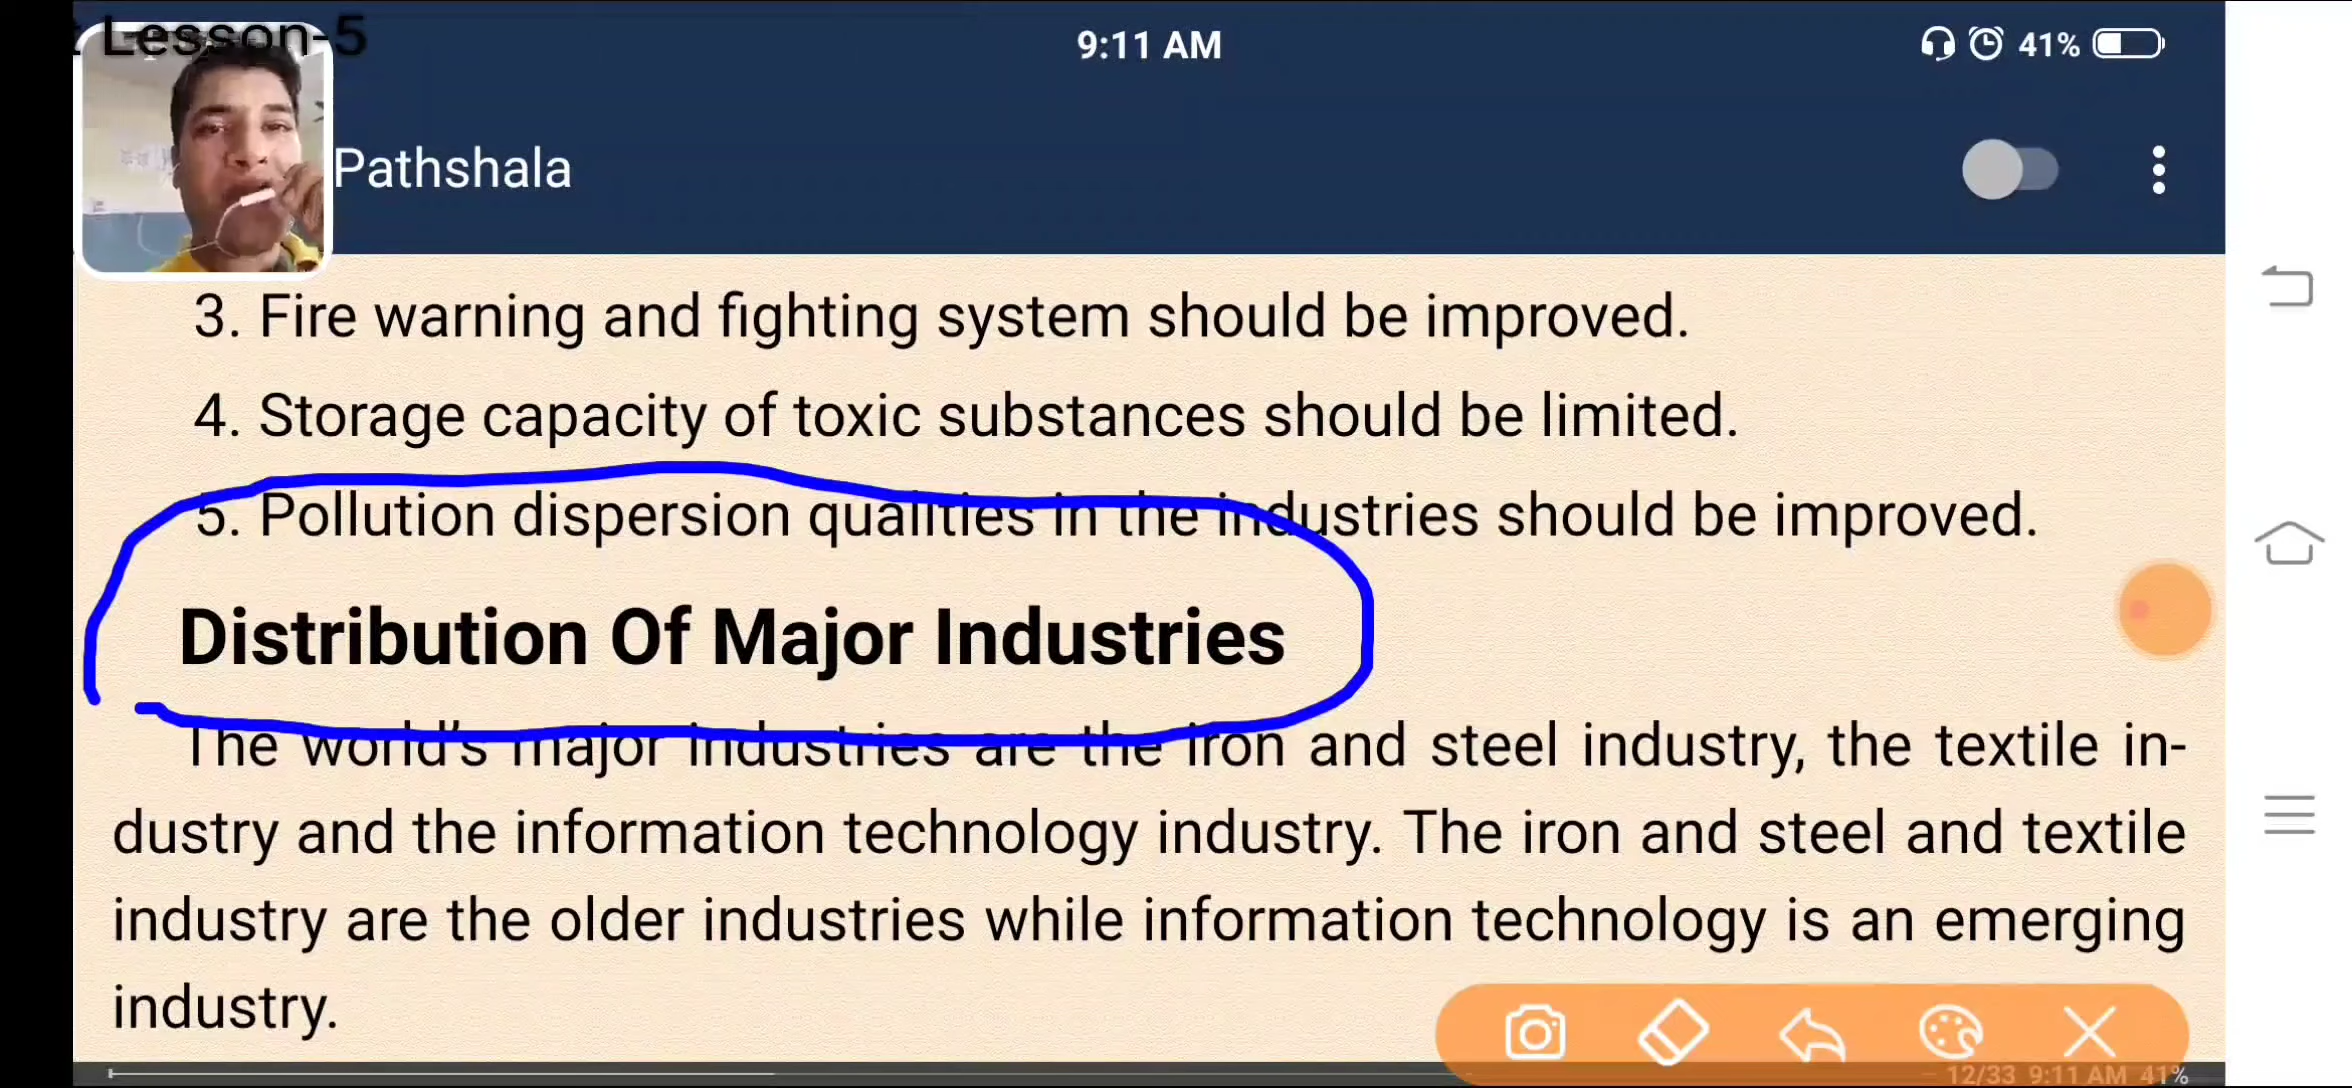 Lesson-5
9:11 AM
41%
Pathshala
3. Fire warning and fighting system should be improved.
4. Storage capacity of toxic substances should be limited.
5. Pollution dispersion qualities in the industries should be improved.
Distribution Of Major Industries
The world's major industries are the iron and steel industry, the textile in-
dustry and the information technology industry. The iron and steel and textile
industry are the older industries while information technology is an emerging
industry.
12/33 9:11 AM 41%